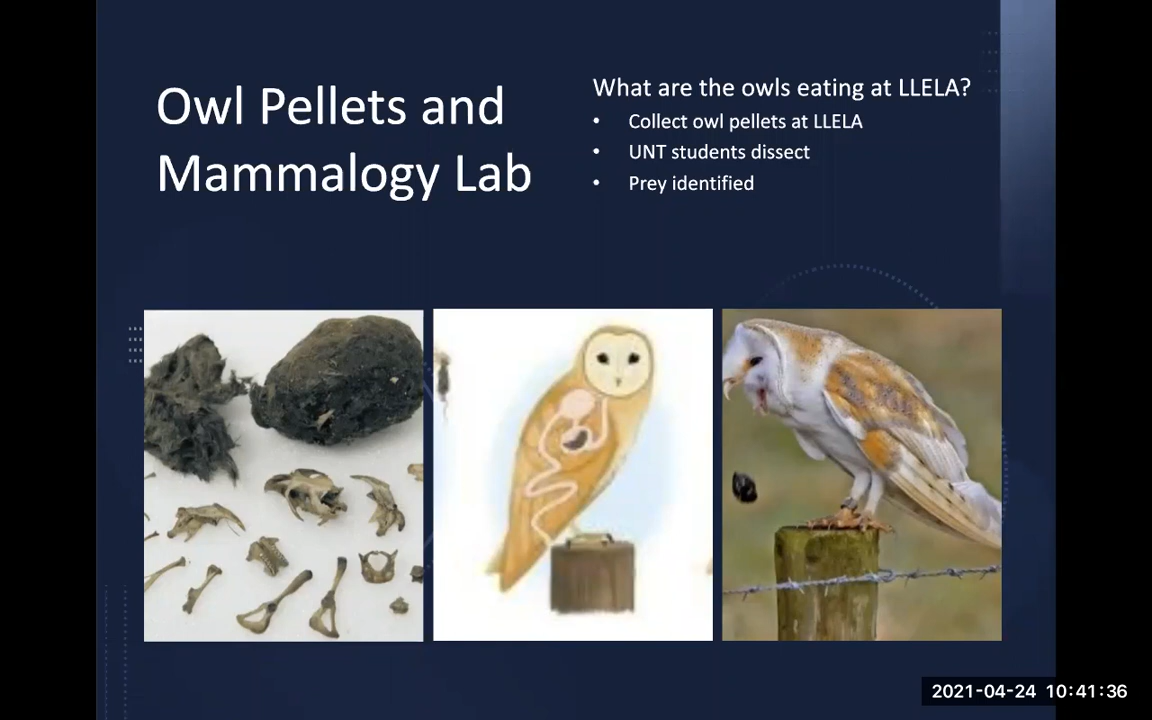 Owl Pellets and
Mammalogy Lab
What are the owls eating at LLELA?
• Collect owl pellets at LLELA
• UNT students dissect
• Prey identified
2021-04-24 10:41:36